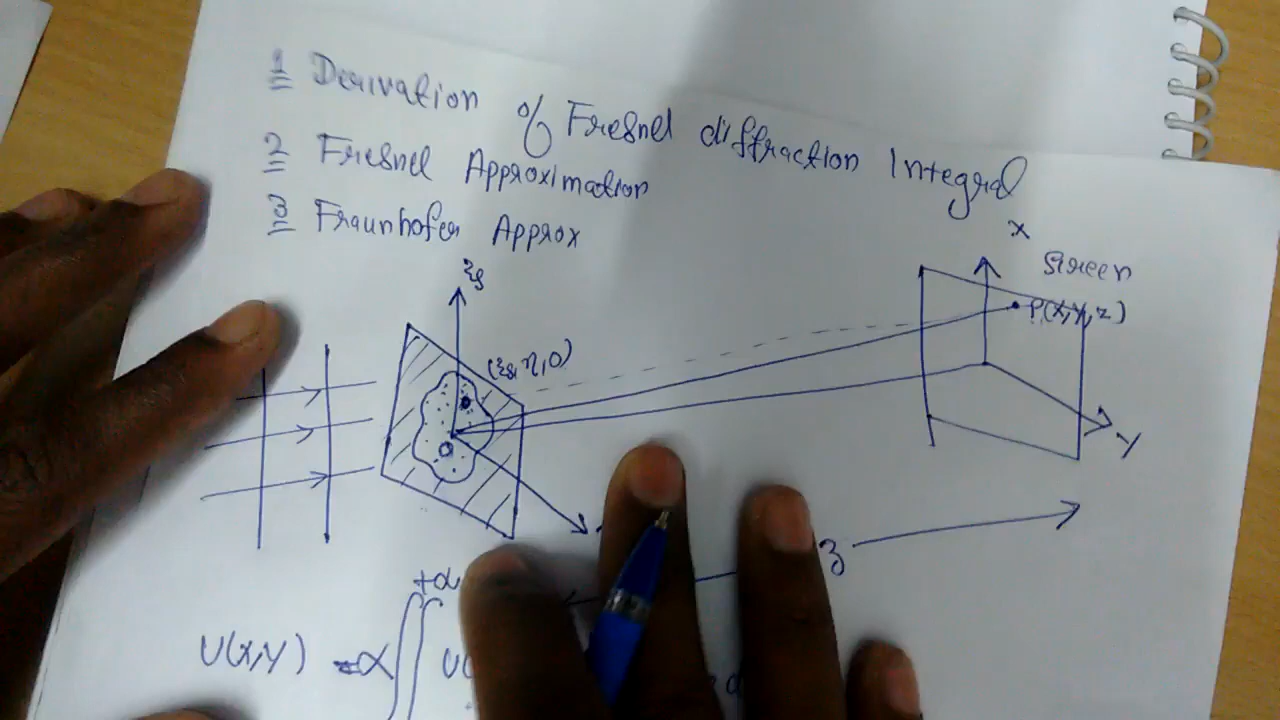 1 Derivation of Fresnel diffraction Integral
2 Fresnel Approximation
3 Fraunhofer Approx
x
ξ
Screen
P(x,y,z)
(ξ,η,0)
y
z
+α
U(x,y) = α ∫∫ U(